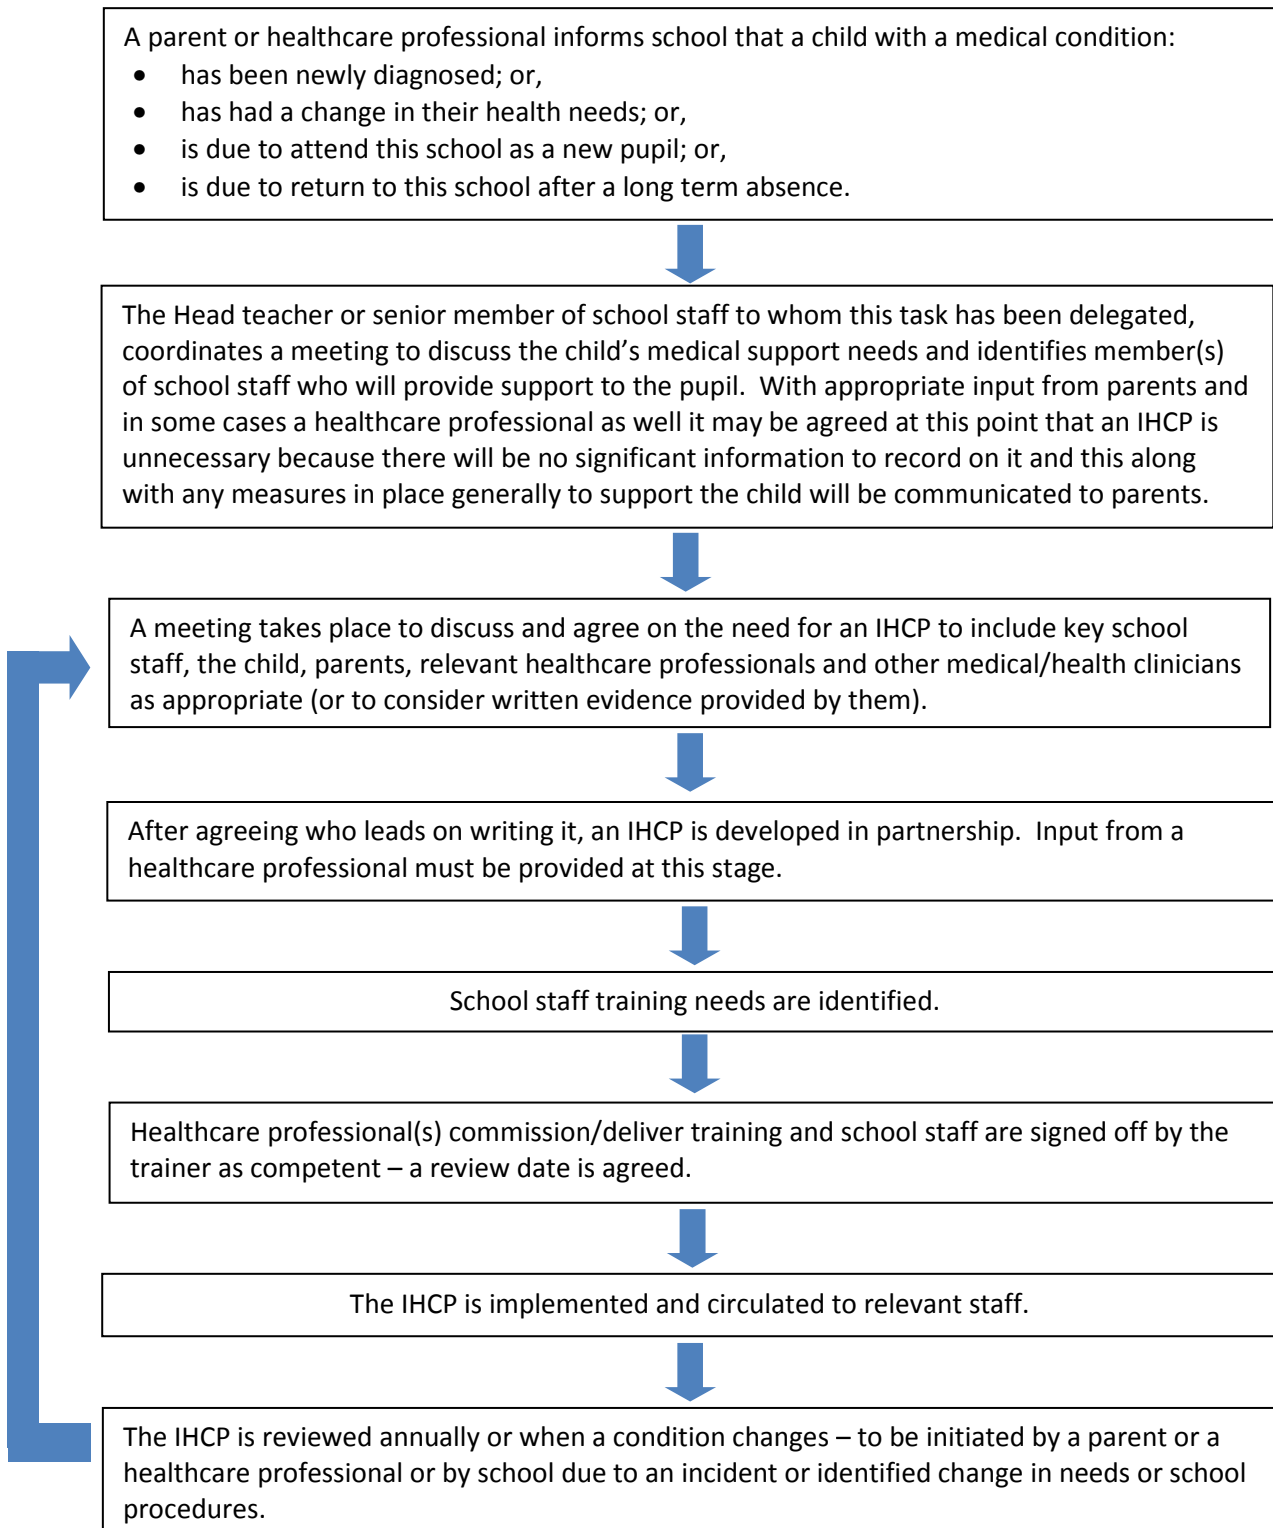 A parent or healthcare professional informs school that a child with a medical condition:
• has been newly diagnosed; or,
• has had a change in their health needs; or,
• is due to attend this school as a new pupil; or,
• is due to return to this school after a long term absence.
The Head teacher or senior member of school staff to whom this task has been delegated,
coordinates a meeting to discuss the child’s medical support needs and identifies member(s)
of school staff who will provide support to the pupil.  With appropriate input from parents and
in some cases a healthcare professional as well it may be agreed at this point that an IHCP is
unnecessary because there will be no significant information to record on it and this along
with any measures in place generally to support the child will be communicated to parents.
A meeting takes place to discuss and agree on the need for an IHCP to include key school
staff, the child, parents, relevant healthcare professionals and other medical/health clinicians
as appropriate (or to consider written evidence provided by them).
After agreeing who leads on writing it, an IHCP is developed in partnership.  Input from a
healthcare professional must be provided at this stage.
School staff training needs are identified.
Healthcare professional(s) commission/deliver training and school staff are signed off by the
trainer as competent – a review date is agreed.
The IHCP is implemented and circulated to relevant staff.
The IHCP is reviewed annually or when a condition changes – to be initiated by a parent or a
healthcare professional or by school due to an incident or identified change in needs or school
procedures.